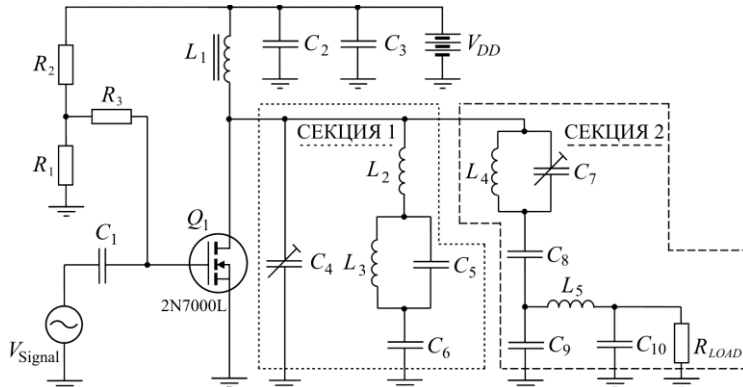 L1
C2
C3
VDD
R2
R3
СЕКЦИЯ 1
СЕКЦИЯ 2
R1
L2
L4
C7
Q1
C1
C4
L3
C5
C8
L5
2N7000L
VSignal
C6
C9
C10
RLOAD